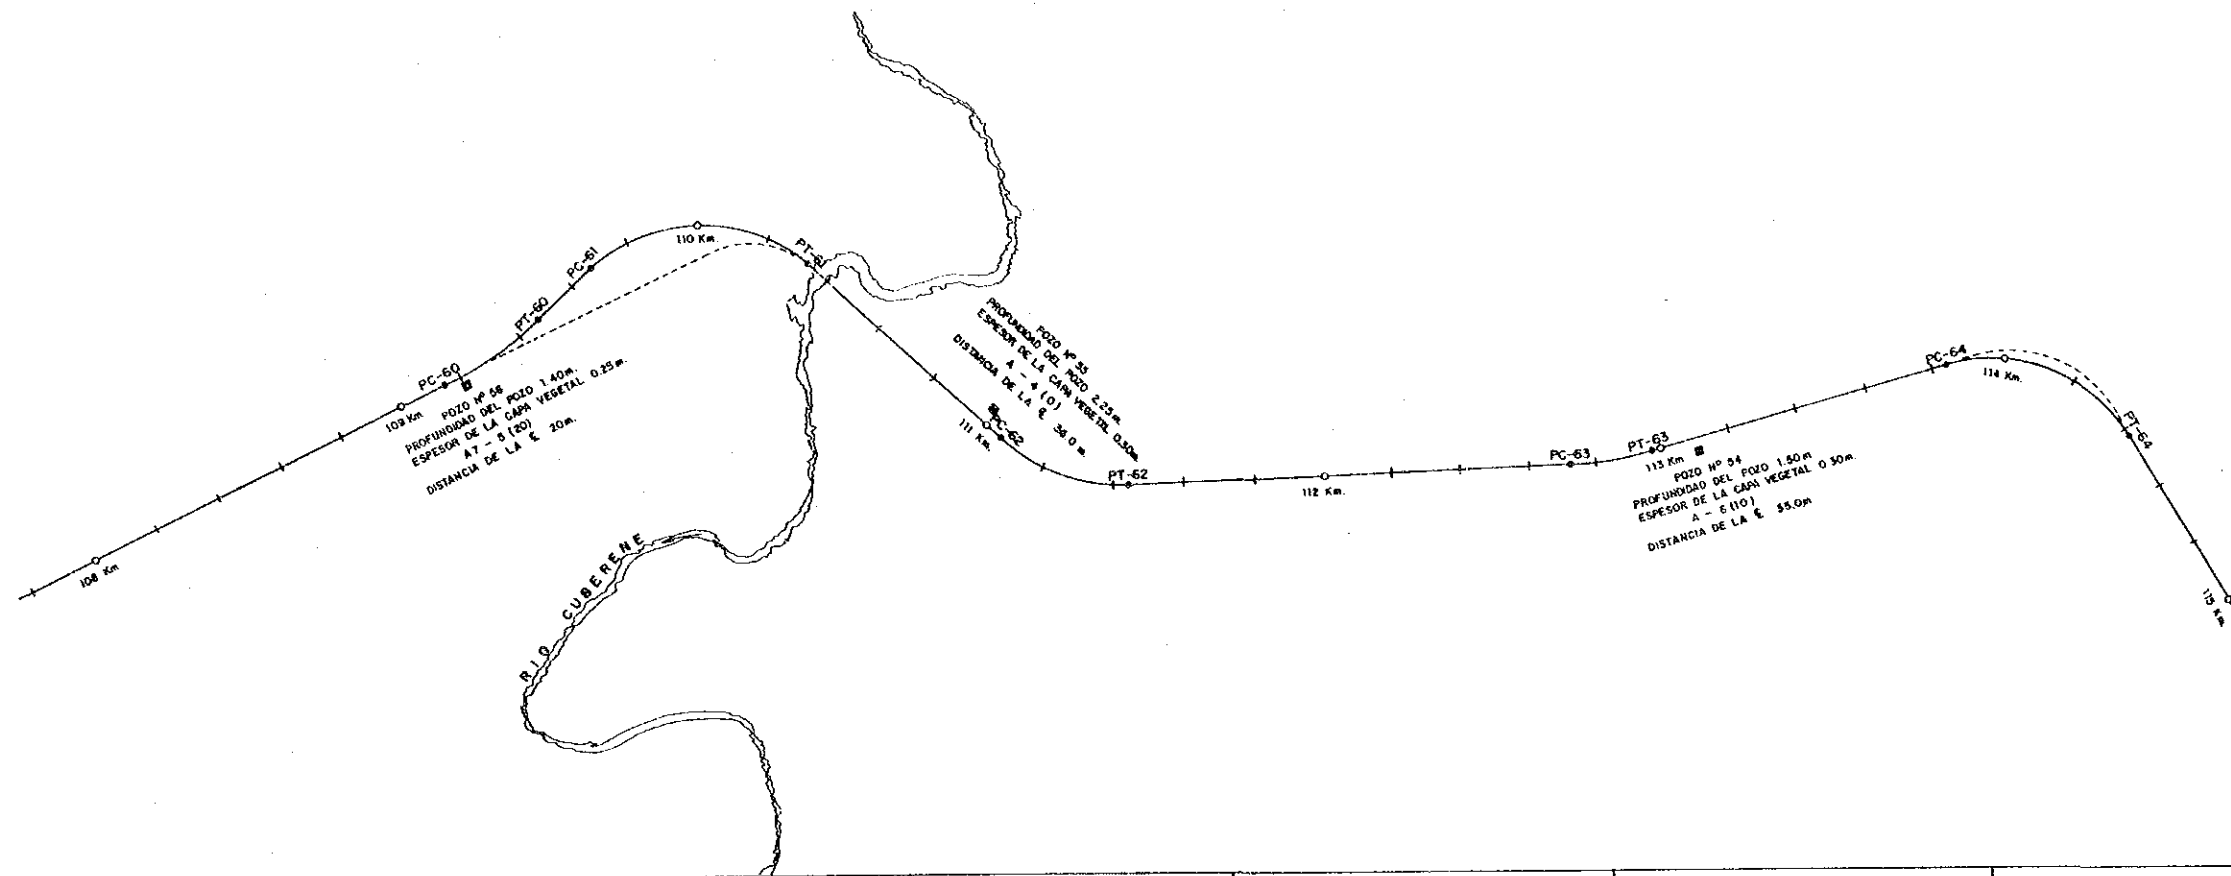 108 Km
109 Km
PC-60
POZO Nº 56
PROFUNDIDAD DEL POZO 1.40m.
ESPESOR DE LA CAPA VEGETAL 0.25m.
A7 - 5 (20)
DISTANCIA DE LA ℄ 20m.
PT-60
PC-61
110 Km.
PT-61
RIO CUBERENE
POZO Nº 55
PROFUNDIDAD DEL POZO 2.25m.
ESPESOR DE LA CAPA VEGETAL 0.30m.
A - 4 (0)
DISTANCIA DE LA ℄ 36.0 m
111 Km.
PC-62
PT-62
112 Km.
PC-63
PT-63
113 Km
POZO Nº 54
PROFUNDIDAD DEL POZO 1.50m
ESPESOR DE LA CAPA VEGETAL 0.30m.
A - 6 (10)
DISTANCIA DE LA ℄ 35.0m
PC-64
114 Km.
PT-64
115 Km.